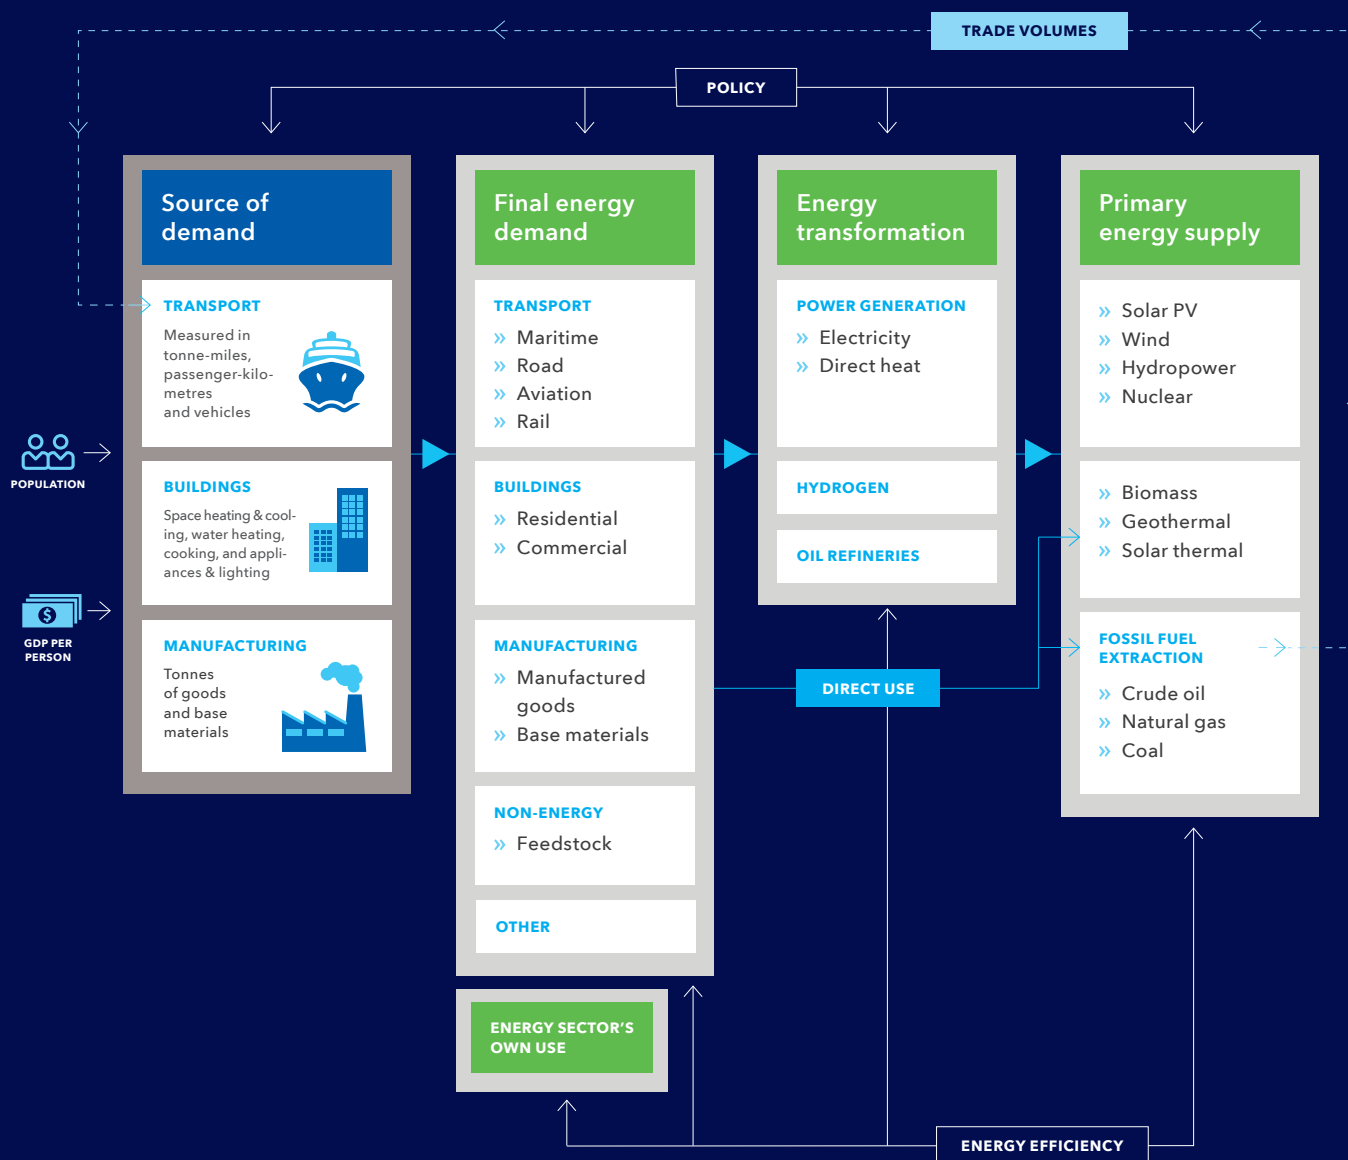 TRADE VOLUMES
POLICY
POPULATION
GDP PER
PERSON
Source of
demand
TRANSPORT
Measured in
tonne-miles,
passenger-kilo-
metres
and vehicles
BUILDINGS
Space heating & cool-
ing, water heating,
cooking, and appli-
ances & lighting
MANUFACTURING
Tonnes
of goods
and base
materials
Final energy
demand
TRANSPORT
» Maritime
» Road
» Aviation
» Rail
BUILDINGS
» Residential
» Commercial
MANUFACTURING
» Manufactured
goods
» Base materials
NON-ENERGY
» Feedstock
OTHER
ENERGY SECTOR’S
OWN USE
Energy
transformation
POWER GENERATION
» Electricity
» Direct heat
HYDROGEN
OIL REFINERIES
DIRECT USE
Primary
energy supply
» Solar PV
» Wind
» Hydropower
» Nuclear
» Biomass
» Geothermal
» Solar thermal
FOSSIL FUEL
EXTRACTION
» Crude oil
» Natural gas
» Coal
ENERGY EFFICIENCY